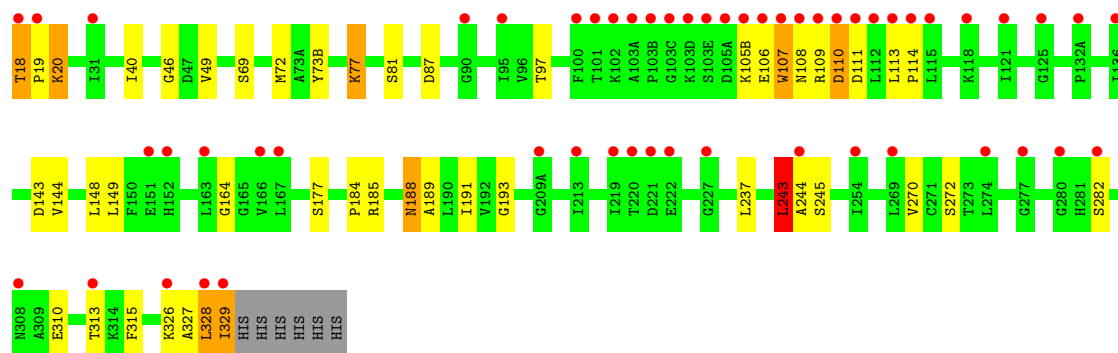 T18 P19 K20 I31 I40 G46 D47 V49 S69 M72 A73A Y73B K77 S81 D87 G90 I95 V96 T97 F100 T101 K102 A103A P103B G103C K103D S103E D105A K105B E106 W107 N108 R109 D110 D111 L112 L113 P114 L115 K118 I121 G125 P132A I136
D143 V144 L148 L149 F150 E151 H152 L163 G164 G165 V166 L167 S177 P184 R185 N188 A189 L190 I191 V192 G193 G209A I213 I219 T220 D221 E222 G227 L237 L243 A244 S245 I254 L269 V270 C271 S272 T273 L274 G277 G280 H281 S282
N308 A309 E310 T313 K314 F315 K326 A327 L328 I329 HIS HIS HIS HIS HIS HIS